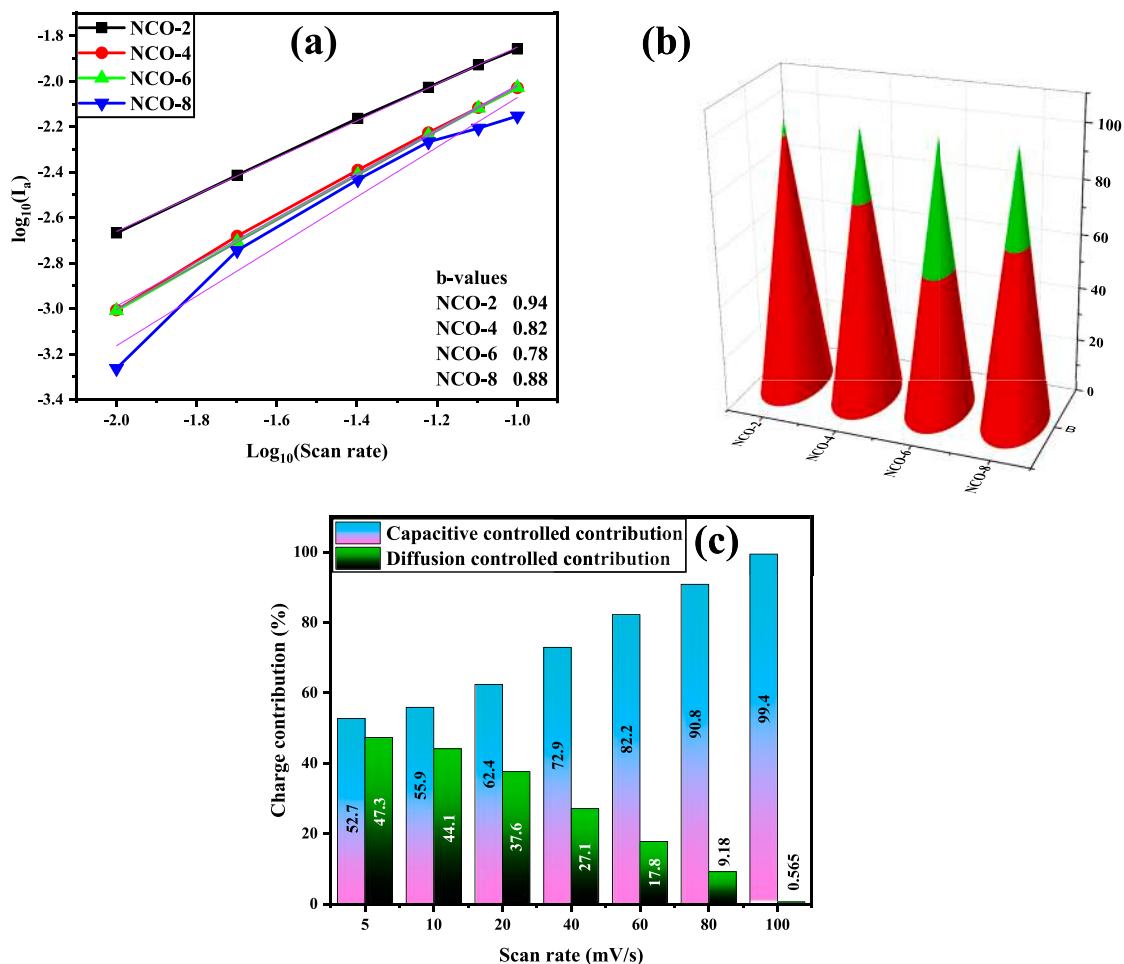 (a)
NCO-2
NCO-4
NCO-6
NCO-8
-1.8
-2.0
-2.2
-2.4
-2.6
-2.8
-3.0
-3.2
-3.4
log₁₀(Iₐ)
b-values
NCO-2 0.94
NCO-4 0.82
NCO-6 0.78
NCO-8 0.88
-2.0 -1.8 -1.6 -1.4 -1.2 -1.0
Log₁₀(Scan rate)
(b)
100
80
60
40
20
0
B
NCO-2
NCO-4
NCO-6
NCO-8
(c)
Capacitive controlled contribution
Diffusion controlled contribution
100
80
60
40
20
0
Charge contribution (%)
52.7 47.3 55.9 44.1 62.4 37.6 72.9 27.1 82.2 17.8 90.8 9.18 99.4 0.565
5 10 20 40 60 80 100
Scan rate (mV/s)